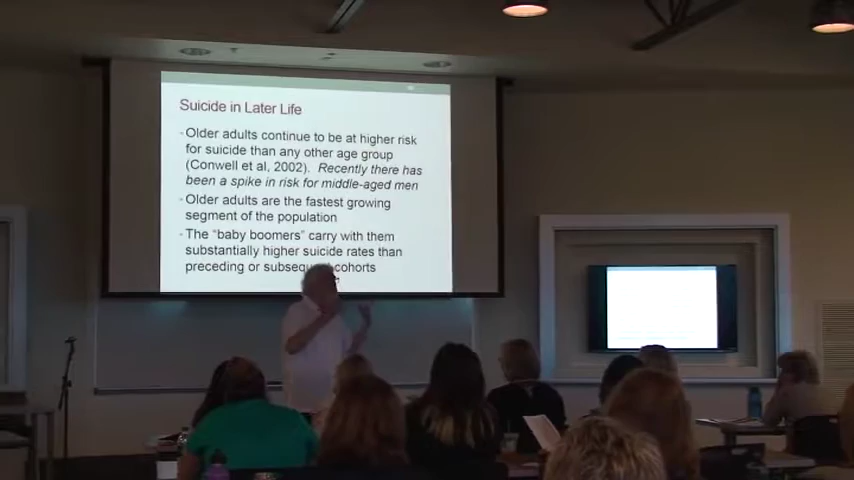 Suicide in Later Life
Older adults continue to be at higher risk
for suicide than any other age group
(Conwell et al, 2002). Recently there has
been a spike in risk for middle-aged men
Older adults are the fastest growing
segment of the population
The "baby boomers" carry with them
substantially higher suicide rates than
preceding or subsequent cohorts